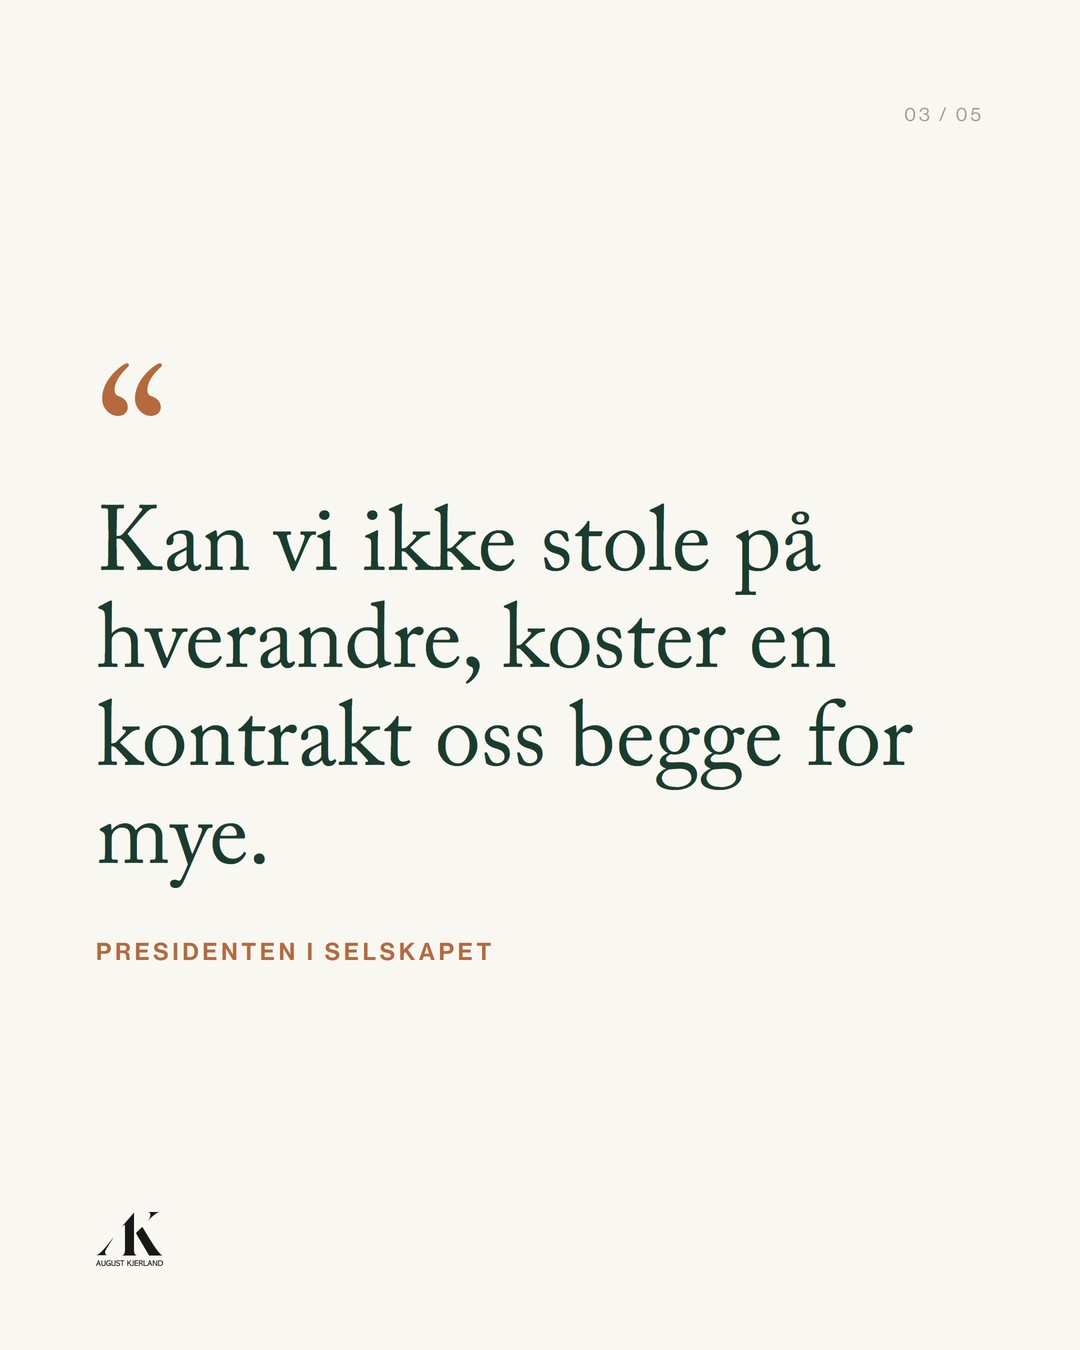 03 / 05
“
Kan vi ikke stole på
hverandre, koster en
kontrakt oss begge for
mye.
PRESIDENTEN I SELSKAPET
AK
AUGUST KJERLAND